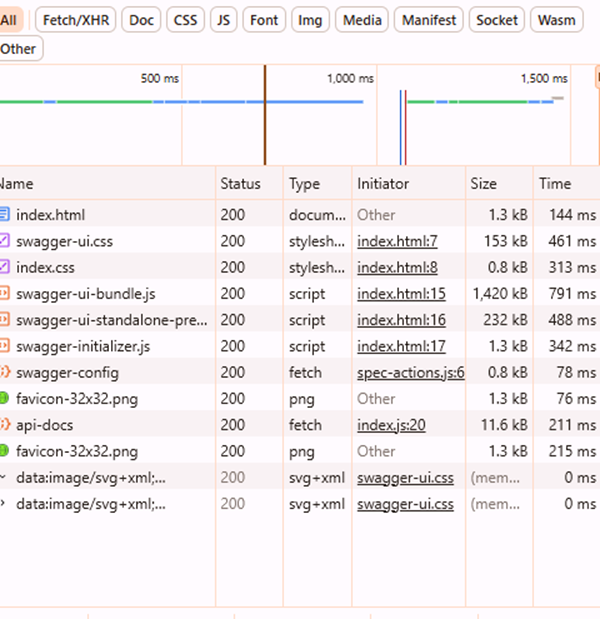 All Fetch/XHR Doc CSS JS Font Img Media Manifest Socket Wasm
Other
500 ms 1,000 ms 1,500 ms
Name Status Type Initiator Size Time
index.html 200 docum... Other 1.3 kB 144 ms
swagger-ui.css 200 stylesh... index.html:7 153 kB 461 ms
index.css 200 stylesh... index.html:8 0.8 kB 313 ms
swagger-ui-bundle.js 200 script index.html:15 1,420 kB 791 ms
swagger-ui-standalone-pre... 200 script index.html:16 232 kB 488 ms
swagger-initializer.js 200 script index.html:17 1.3 kB 342 ms
swagger-config 200 fetch spec-actions.js:6 0.8 kB 78 ms
favicon-32x32.png 200 png Other 1.3 kB 76 ms
api-docs 200 fetch index.js:20 11.6 kB 211 ms
favicon-32x32.png 200 png Other 1.3 kB 215 ms
data:image/svg+xml;... 200 svg+xml swagger-ui.css (mem... 0 ms
data:image/svg+xml;... 200 svg+xml swagger-ui.css (mem... 0 ms